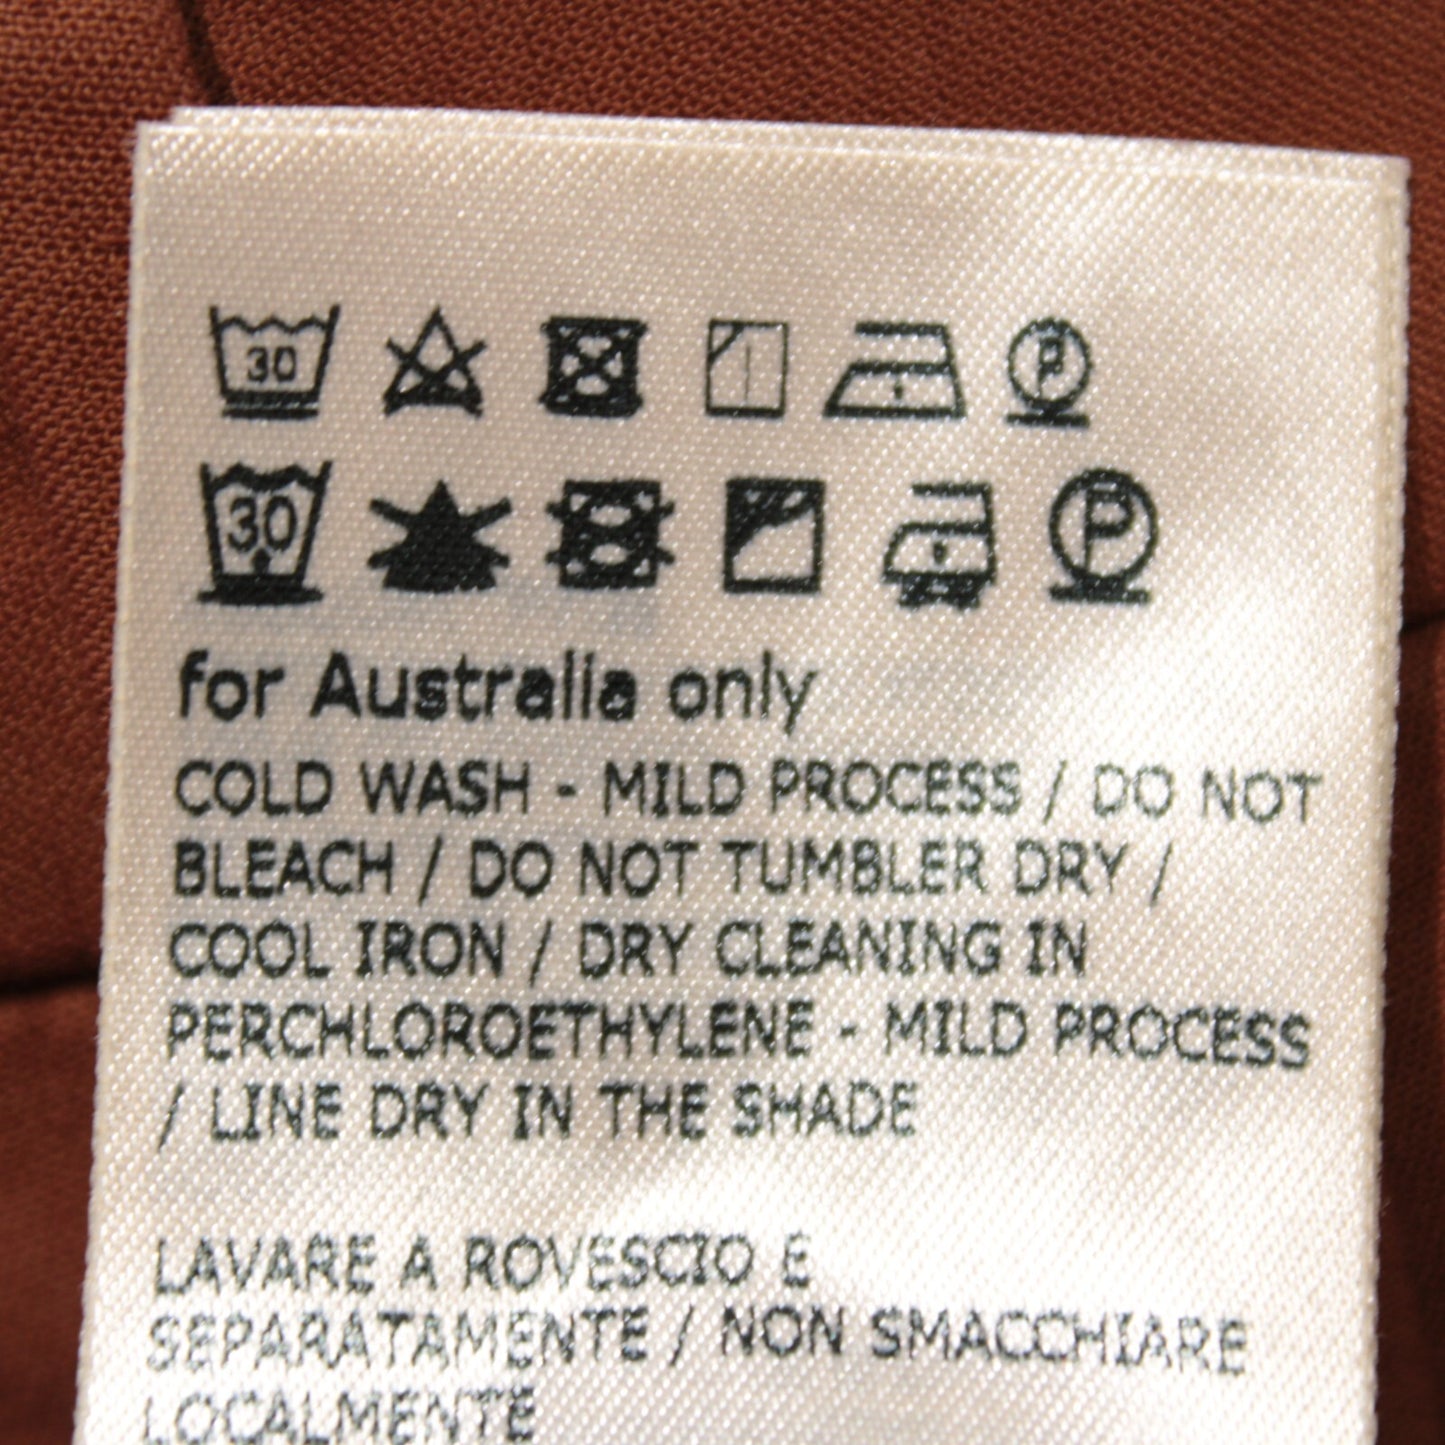 30
P
30
P
for Australia only
COLD WASH - MILD PROCESS / DO NOT
BLEACH / DO NOT TUMBLER DRY /
COOL IRON / DRY CLEANING IN
PERCHLOROETHYLENE - MILD PROCESS
/ LINE DRY IN THE SHADE
LAVARE A ROVESCIO E
SEPARATAMENTE / NON SMACCHIARE
LOCALMENTE